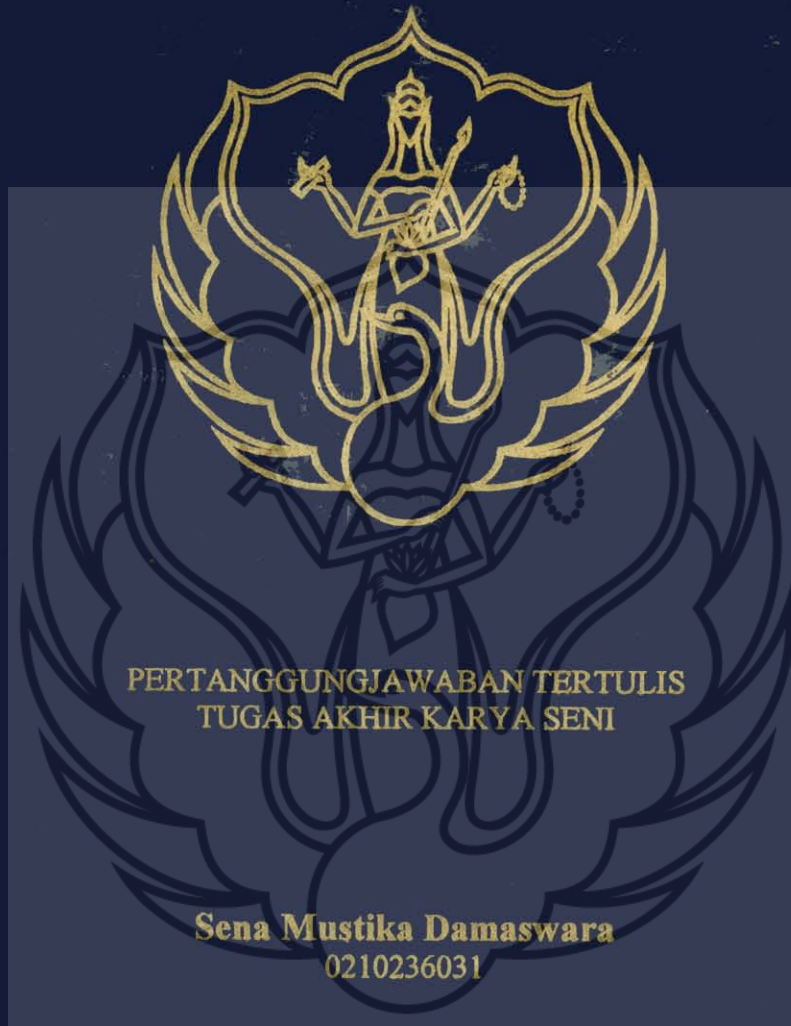 PERTANGGUNGJAWABAN TERTULIS
TUGAS AKHIR KARYA SENI
Sena Mustika Damaswara
0210236031